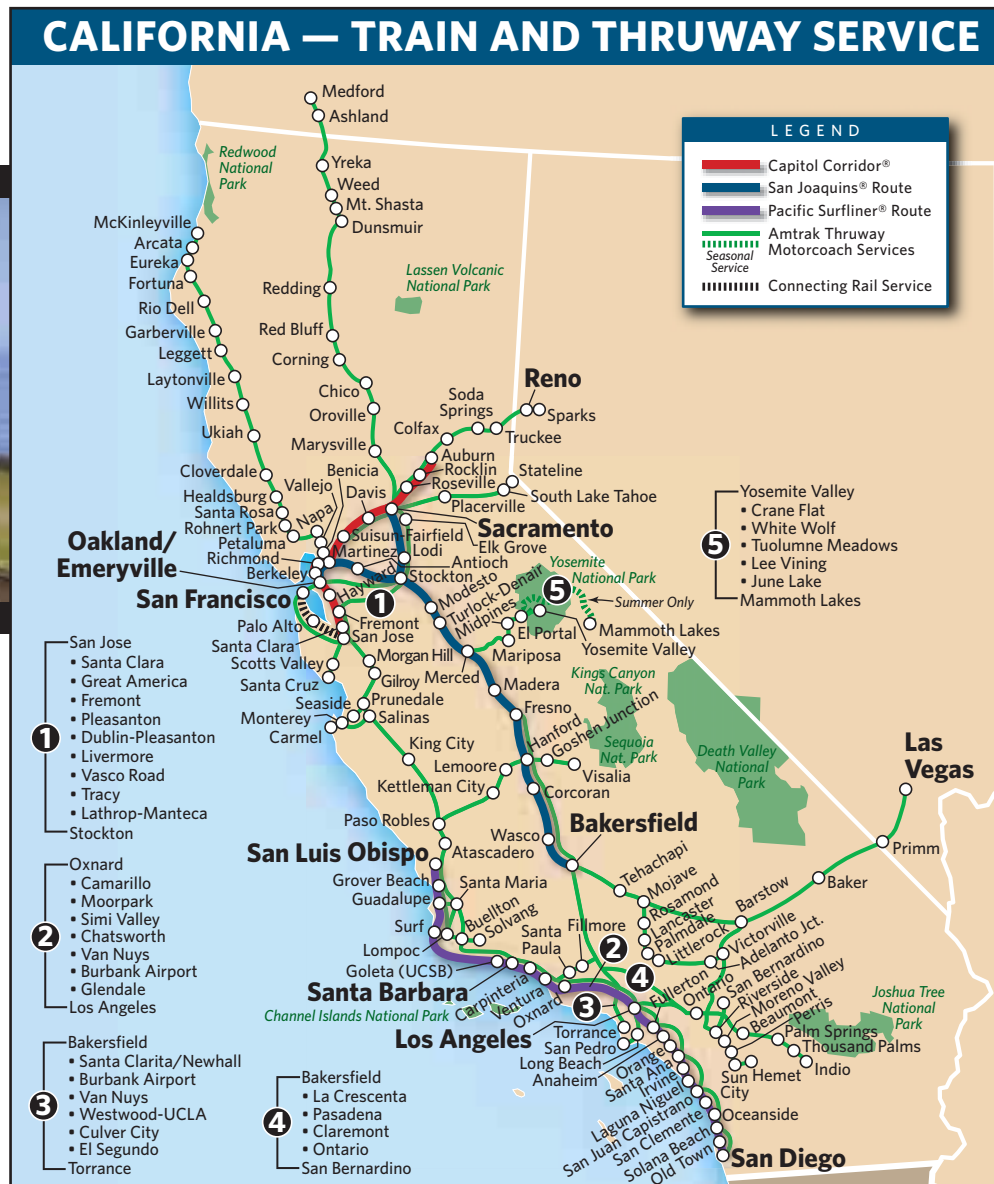 CALIFORNIA — TRAIN AND THRUWAY SERVICE
LEGEND
Capitol Corridor®
San Joaquins® Route
Pacific Surfliner® Route
Amtrak Thruway
Motorcoach Services
Seasonal
Service
Connecting Rail Service
Medford
Ashland
Redwood
National
Park
Yreka
Weed
Mt. Shasta
Dunsmuir
McKinleyville
Arcata
Eureka
Fortuna
Rio Dell
Garberville
Leggett
Laytonville
Willits
Ukiah
Cloverdale
Healdsburg
Santa Rosa
Rohnert Park
Petaluma
Lassen Volcanic
National Park
Redding
Red Bluff
Corning
Chico
Oroville
Marysville
Reno
Sparks
Soda
Springs
Truckee
Colfax
Auburn
Rocklin
Roseville
Stateline
South Lake Tahoe
Placerville
Sacramento
Benicia
Vallejo
Davis
Napa
Suisun-Fairfield
Elk Grove
Martinez
Lodi
Antioch
Stockton
Richmond
Berkeley
Oakland/
Emeryville
San Francisco
Hayward
1
Fremont
Palo Alto
San Jose
Santa Clara
Scotts Valley
Santa Cruz
Morgan Hill
Gilroy
Prunedale
Seaside
Salinas
Monterey
Carmel
Modesto
Turlock-Denair
Midpines
5
Yosemite
National Park
Summer Only
El Portal
Mammoth Lakes
Yosemite Valley
Mariposa
Merced
Madera
Fresno
Kings Canyon
Nat. Park
Sequoia
Nat. Park
Death Valley
National
Park
Hanford
Goshen Junction
Visalia
Corcoran
King City
Lemoore
Kettleman City
Paso Robles
Wasco
Bakersfield
Las
Vegas
Primm
Baker
Barstow
Tehachapi
Mojave
Rosamond
Lancaster
Palmdale
Littlerock
Victorville
Adelanto Jct.
San Bernardino
Riverside
Moreno Valley
Beaumont
Perris
Palm Springs
Thousand Palms
Indio
Hemet
Sun
City
Joshua Tree
National
Park
Atascadero
San Luis Obispo
Grover Beach
Guadalupe
Santa Maria
Buellton
Solvang
Surf
Lompoc
Goleta (UCSB)
Santa Barbara
Channel Islands National Park
Carpinteria
Ventura
Oxnard
Santa
Paula
Fillmore
2
4
3
Fullerton
Ontario
Los Angeles
Torrance
San Pedro
Long Beach
Anaheim
Orange
Santa Ana
Irvine
Laguna Niguel
San Juan Capistrano
San Clemente
Oceanside
Solana Beach
Old Town
San Diego
5
Yosemite Valley
• Crane Flat
• White Wolf
• Tuolumne Meadows
• Lee Vining
• June Lake
Mammoth Lakes
1
San Jose
• Santa Clara
• Great America
• Fremont
• Pleasanton
• Dublin-Pleasanton
• Livermore
• Vasco Road
• Tracy
• Lathrop-Manteca
Stockton
2
Oxnard
• Camarillo
• Moorpark
• Simi Valley
• Chatsworth
• Van Nuys
• Burbank Airport
• Glendale
Los Angeles
3
Bakersfield
• Santa Clarita/Newhall
• Burbank Airport
• Van Nuys
• Westwood-UCLA
• Culver City
• El Segundo
Torrance
4
Bakersfield
• La Crescenta
• Pasadena
• Claremont
• Ontario
San Bernardino